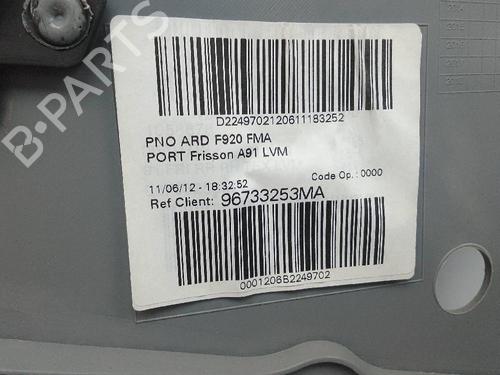 D2249702120611183252
PNO ARD F920 FMA
PORT Frisson A91 LVM
11/06/12 - 18:32:52
Code Op.: 0000
Ref Client: 96733253MA
0001206B2249702
B-PARTS